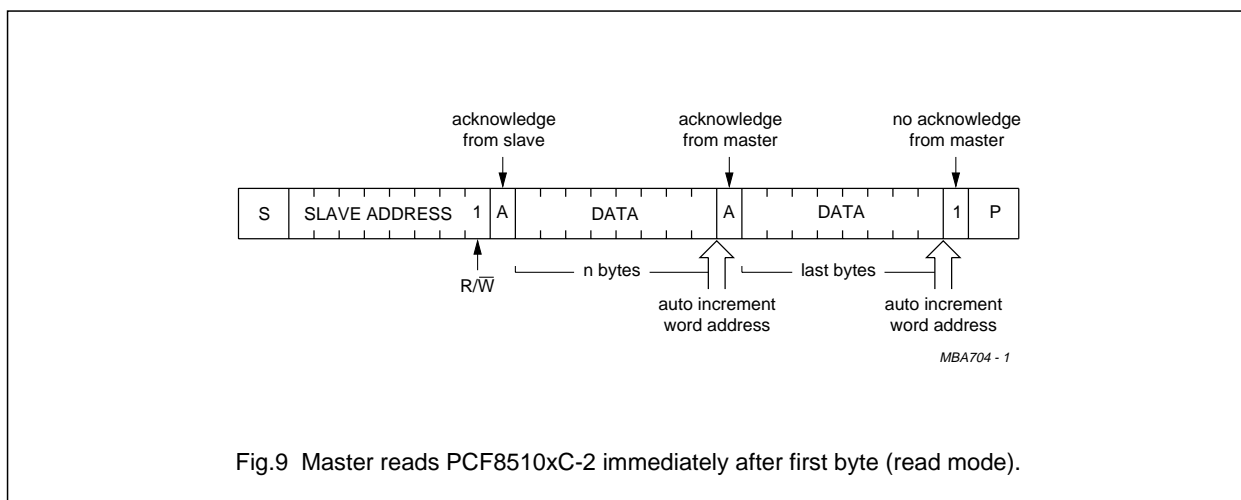 acknowledge
from slave
acknowledge
from master
no acknowledge
from master
S SLAVE ADDRESS 1 A DATA A DATA 1 P
R/W̅
n bytes
last bytes
auto increment
word address
auto increment
word address
MBA704 - 1
Fig.9 Master reads PCF8510xC-2 immediately after first byte (read mode).